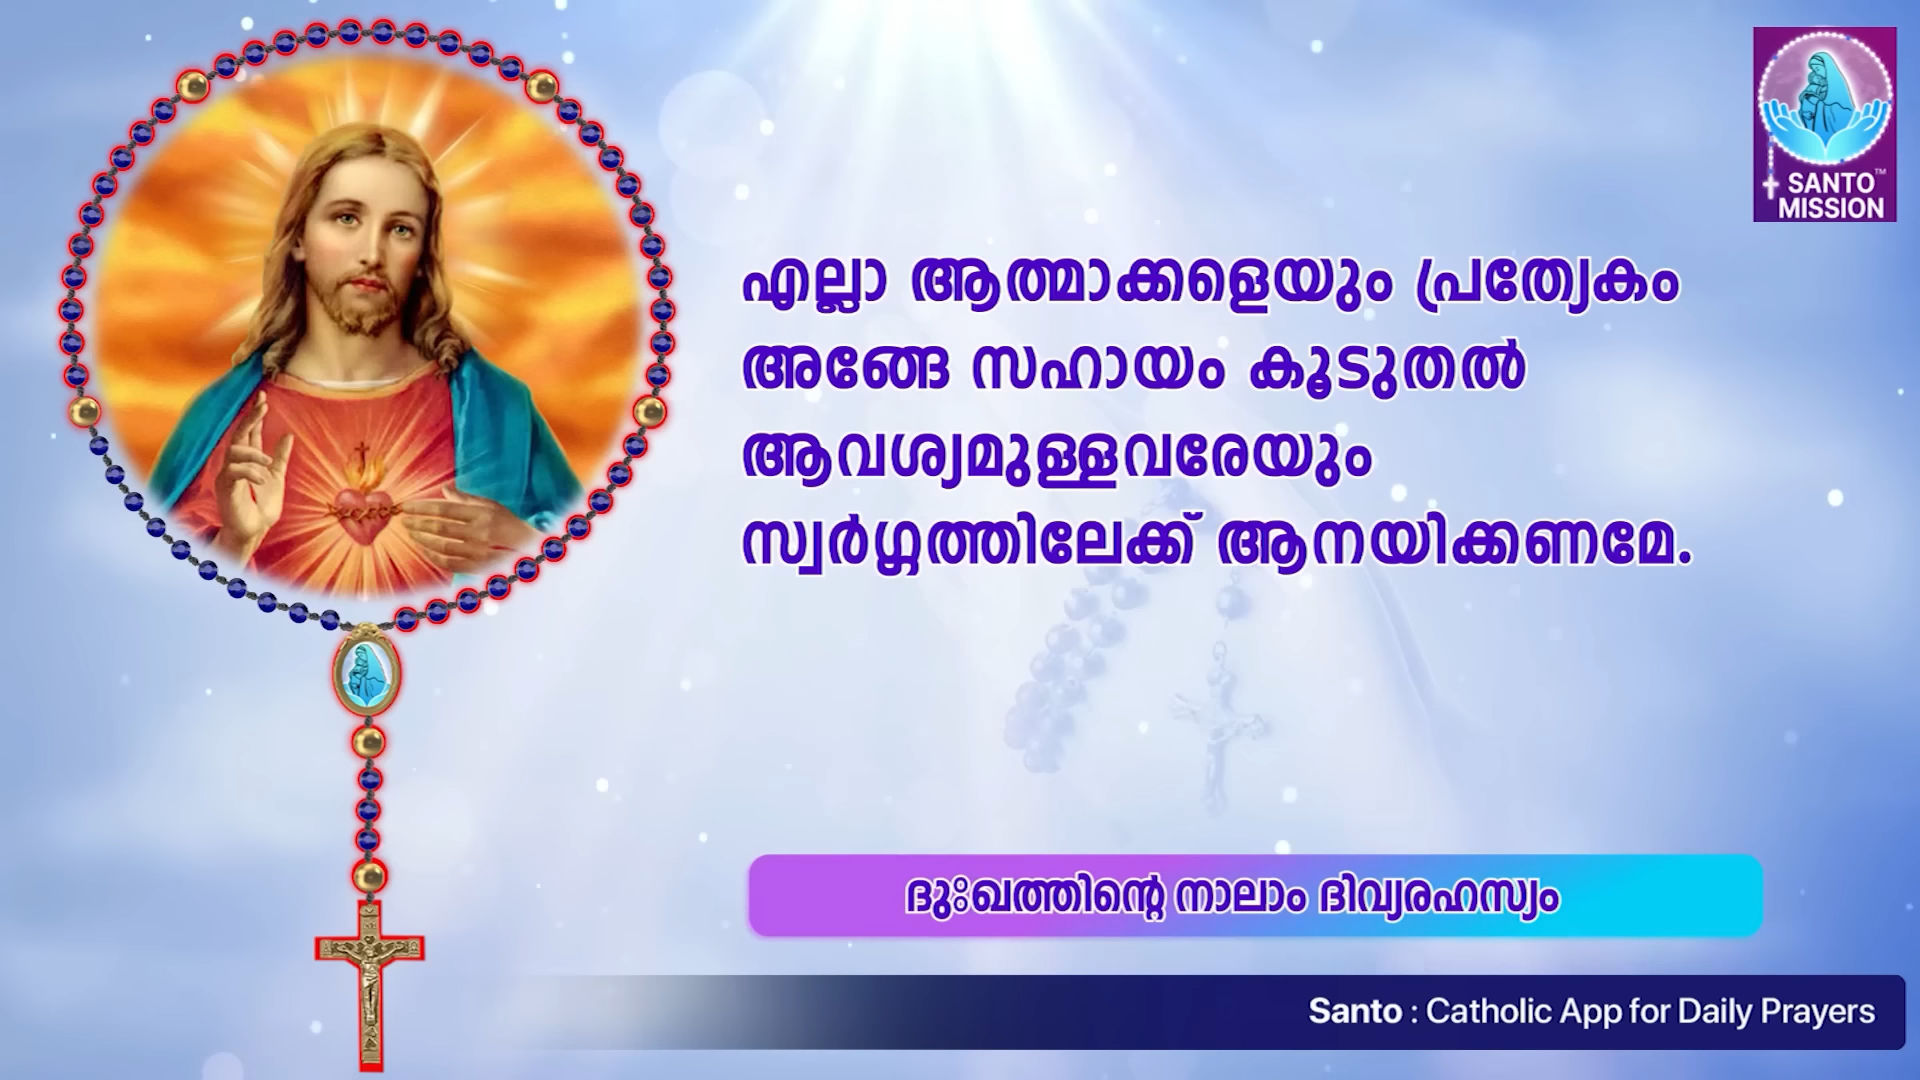 SANTO™
MISSION
എല്ലാ ആത്മാക്കളെയും പ്രത്യേകം
അങ്ങേ സഹായം കൂടുതൽ
ആവശ്യമുള്ളവരേയും
സ്വർഗ്ഗത്തിലേക്ക് ആനയിക്കണമേ.
ദുഃഖത്തിന്റെ നാലാം ദിവ്യരഹസ്യം
Santo : Catholic App for Daily Prayers